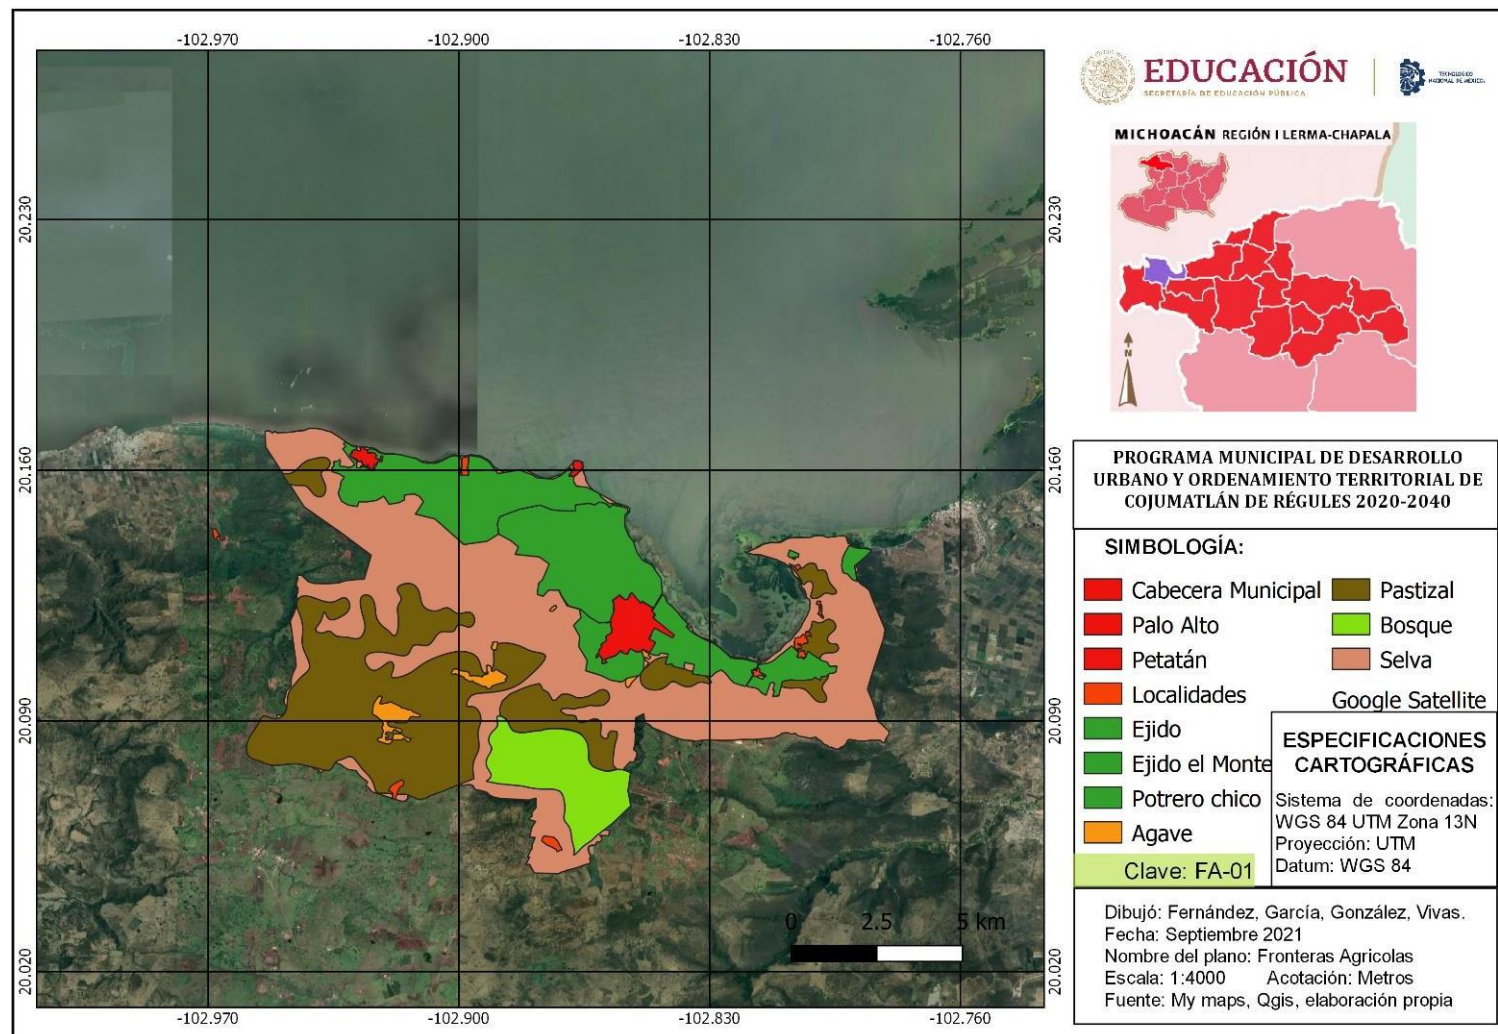 -102.970
-102.900
-102.830
-102.760
20.230
20.230
20.160
20.160
20.090
20.090
20.020
20.020
0 2.5 5 km
-102.970
-102.900
-102.830
-102.760
EDUCACIÓN
SECRETARÍA DE EDUCACIÓN PÚBLICA
TECNOLÓGICO
NACIONAL DE MÉXICO
MICHOACÁN REGIÓN I LERMA-CHAPALA
N
PROGRAMA MUNICIPAL DE DESARROLLO
URBANO Y ORDENAMIENTO TERRITORIAL DE
COJUMATLÁN DE RÉGULES 2020-2040
SIMBOLOGÍA:
Cabecera Municipal
Palo Alto
Petatán
Localidades
Ejido
Ejido el Monte
Potrero chico
Agave
Pastizal
Bosque
Selva
Google Satellite
Clave: FA-01
ESPECIFICACIONES
CARTOGRÁFICAS
Sistema de coordenadas:
WGS 84 UTM Zona 13N
Proyección: UTM
Datum: WGS 84
Dibujó: Fernández, García, González, Vivas.
Fecha: Septiembre 2021
Nombre del plano: Fronteras Agricolas
Escala: 1:4000 Acotación: Metros
Fuente: My maps, Qgis, elaboración propia